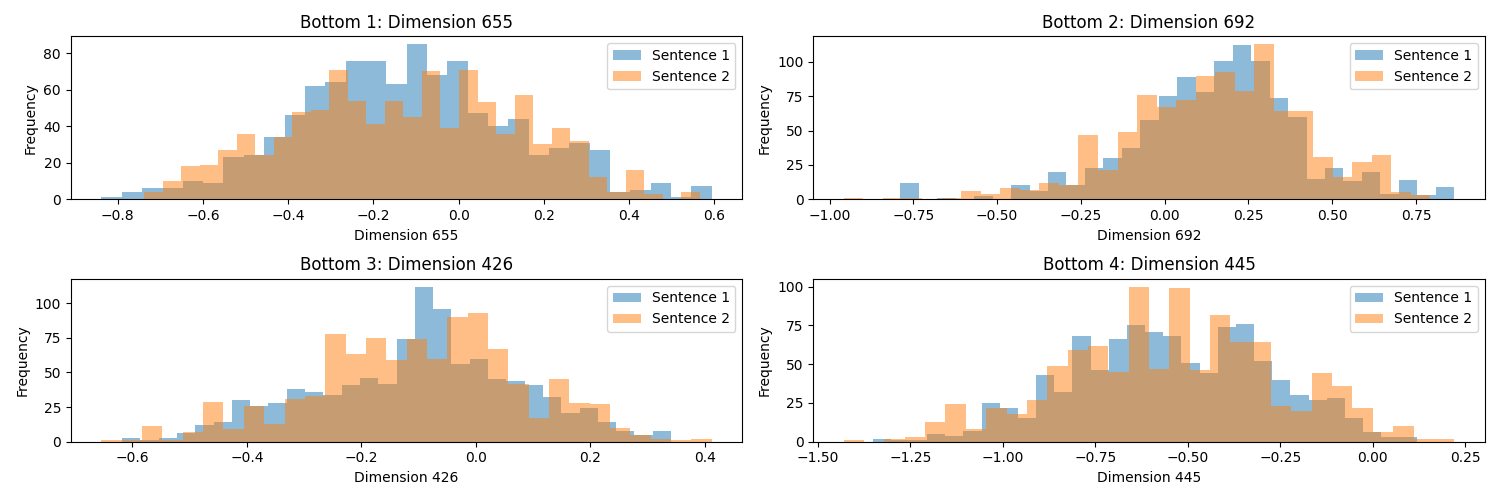 Bottom 1: Dimension 655
Frequency
80
60
40
20
0
−0.8 −0.6 −0.4 −0.2 0.0 0.2 0.4 0.6
Dimension 655
Sentence 1
Sentence 2
Bottom 2: Dimension 692
Frequency
100
75
50
25
0
−1.00 −0.75 −0.50 −0.25 0.00 0.25 0.50 0.75
Dimension 692
Sentence 1
Sentence 2
Bottom 3: Dimension 426
Frequency
100
75
50
25
0
−0.6 −0.4 −0.2 0.0 0.2 0.4
Dimension 426
Sentence 1
Sentence 2
Bottom 4: Dimension 445
Frequency
100
75
50
25
0
−1.50 −1.25 −1.00 −0.75 −0.50 −0.25 0.00 0.25
Dimension 445
Sentence 1
Sentence 2